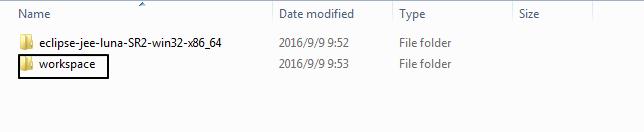 Name Date modified Type Size
eclipse-jee-luna-SR2-win32-x86_64 2016/9/9 9:52 File folder
workspace 2016/9/9 9:53 File folder